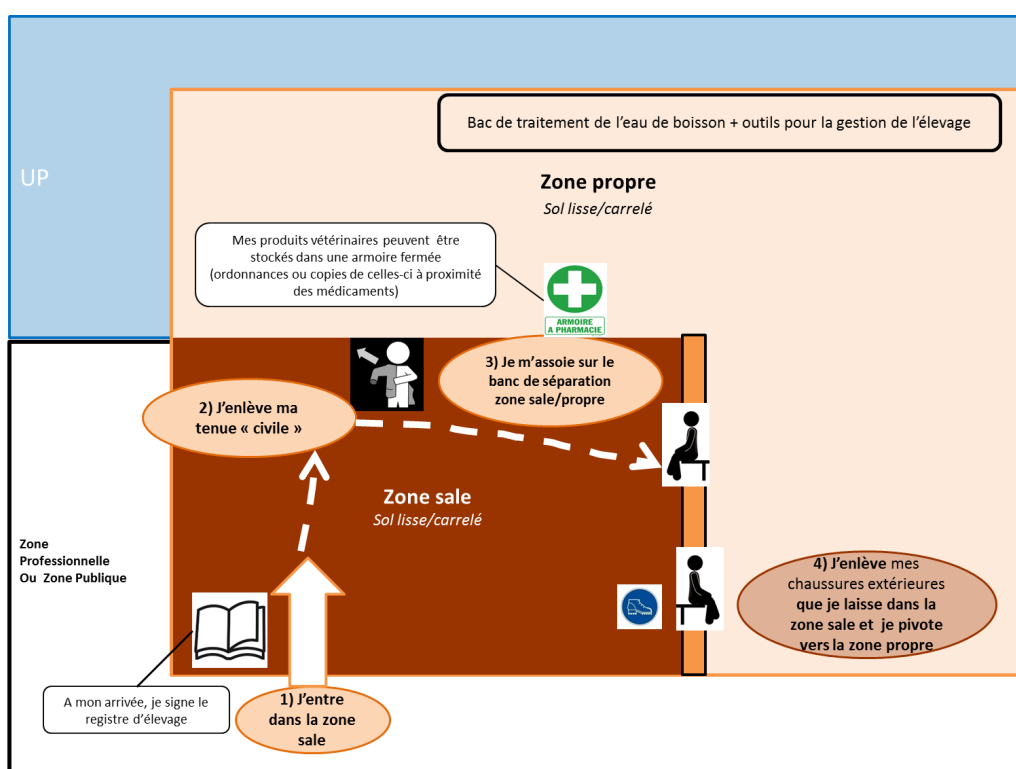 Bac de traitement de l'eau de boisson + outils pour la gestion de l'élevage
UP
Zone propre
Sol lisse/carrelé
Mes produits vétérinaires peuvent être
stockés dans une armoire fermée
(ordonnances ou copies de celles-ci à proximité
des médicaments)
ARMOIRE
A PHARMACIE
3) Je m'assoie sur le
banc de séparation
zone sale/propre
2) J'enlève ma
tenue « civile »
Zone sale
Sol lisse/carrelé
Zone
Professionnelle
Ou Zone Publique
4) J'enlève mes
chaussures extérieures
que je laisse dans la
zone sale et je pivote
vers la zone propre
A mon arrivée, je signe le
registre d'élevage
1) J'entre
dans la zone
sale